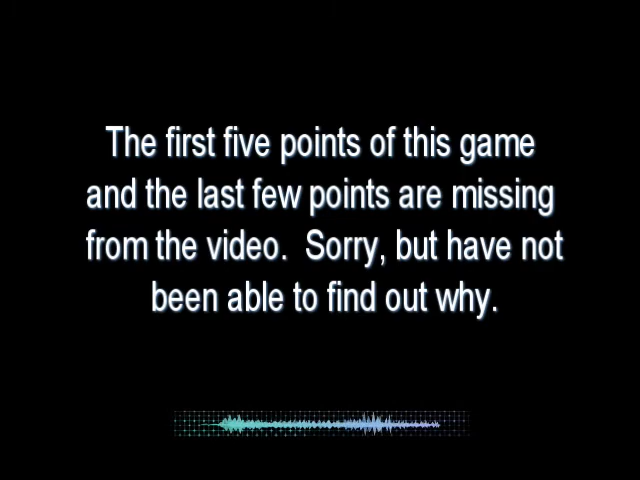 The first five points of this game
and the last few points are missing
from the video.  Sorry, but have not
been able to find out why.